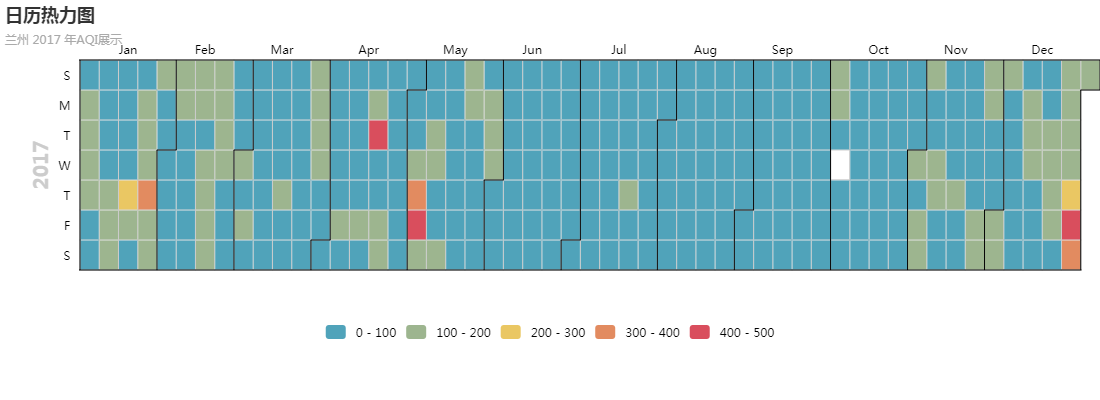 日历热力图
兰州 2017 年AQI展示
Jan Feb Mar Apr May Jun Jul Aug Sep Oct Nov Dec
S
M
T
W
T
F
S
2017
0 - 100 100 - 200 200 - 300 300 - 400 400 - 500